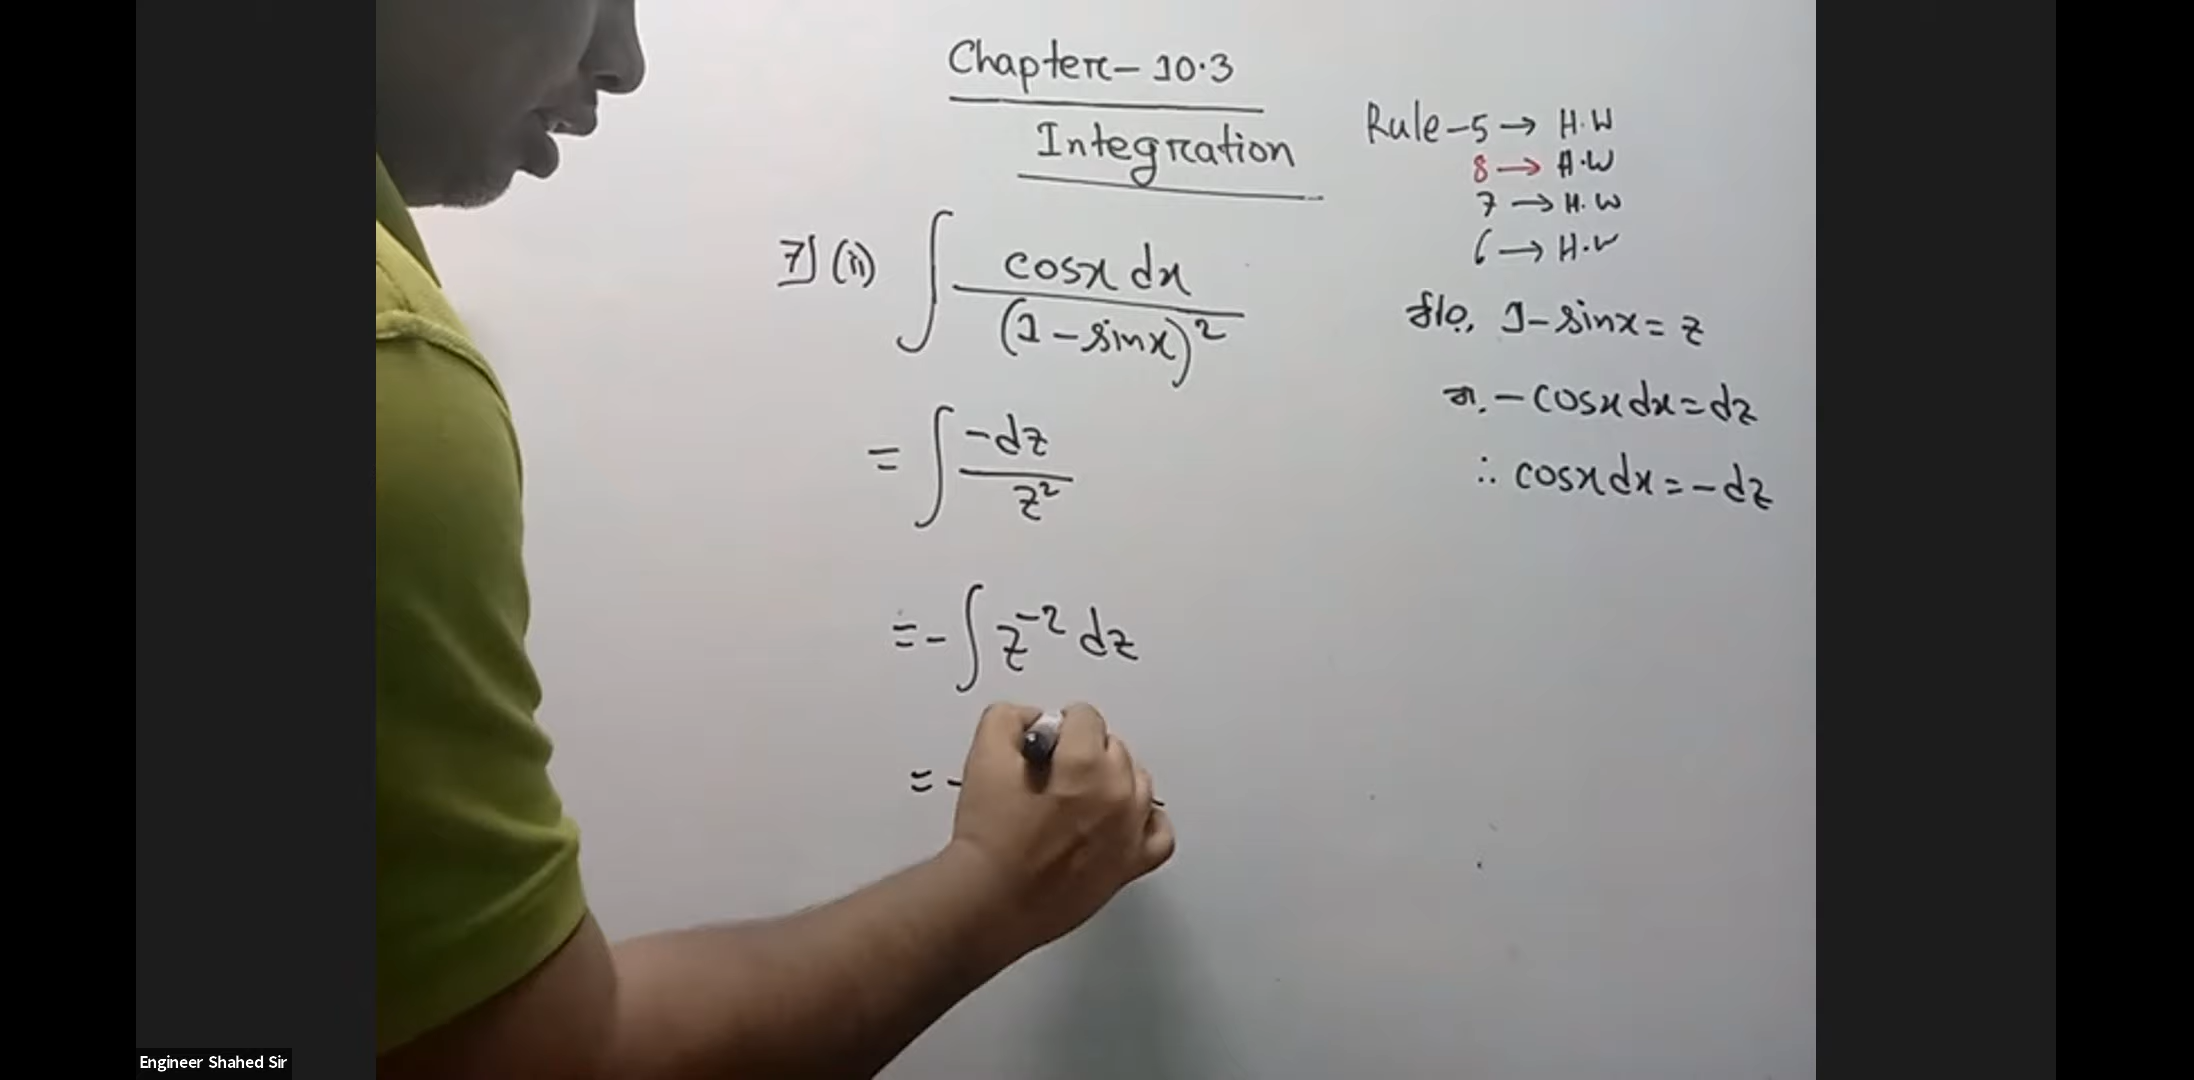 Chapter - 10.3
Integration
Rule - 5 → H.W
8 → H.W
7 → H.W
6 → H.W
7] (ii) ∫ cosx dx / (1 - sinx)²
ধরি, 1 - sinx = z
বা, - cosx dx = dz
∴ cosx dx = - dz
= ∫ -dz / z²
= - ∫ z⁻² dz
= -
Engineer Shahed Sir